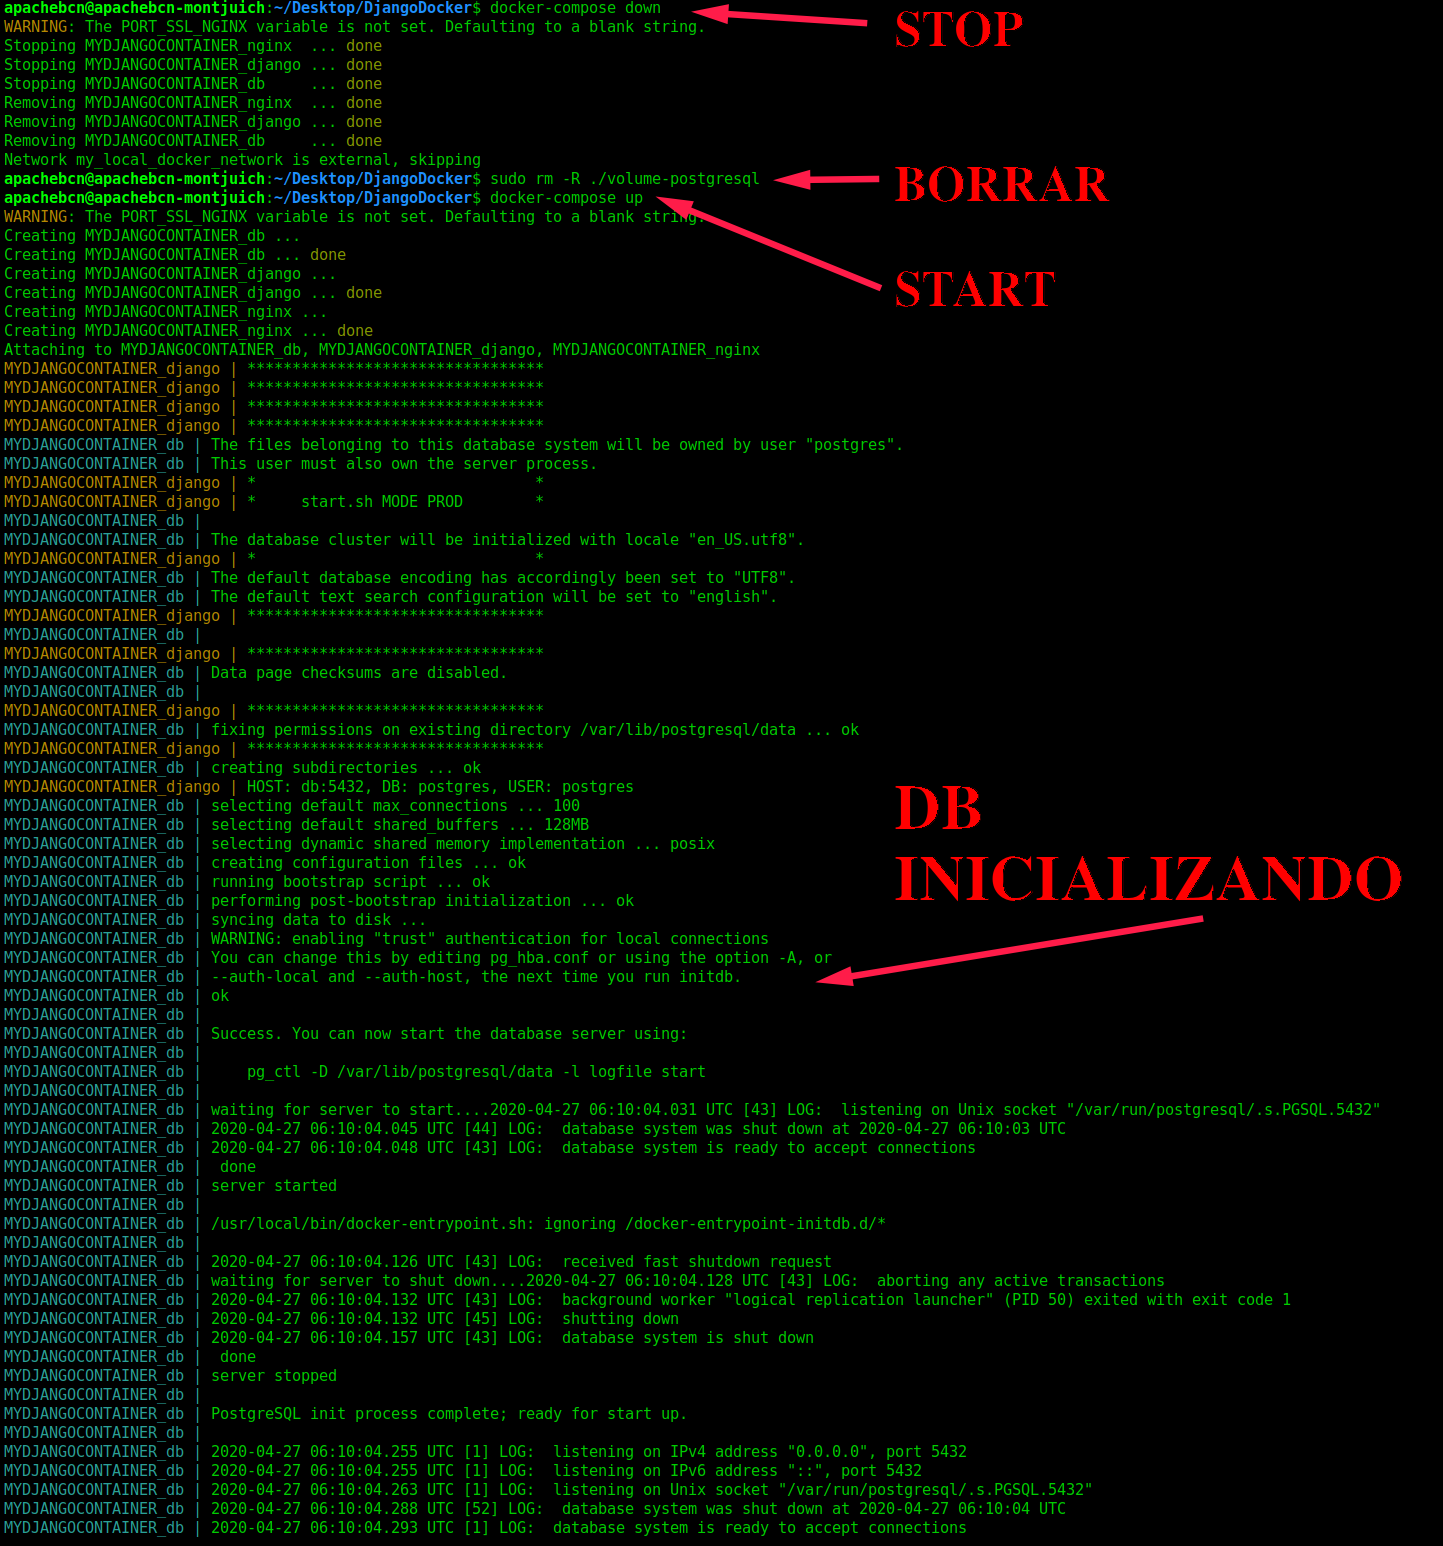 apachebcn@apachebcn-montjuich:~/Desktop/DjangoDocker$ docker-compose down
STOP
WARNING: The PORT_SSL_NGINX variable is not set. Defaulting to a blank string.
Stopping MYDJANGOCONTAINER_nginx  ... done
Stopping MYDJANGOCONTAINER_django ... done
Stopping MYDJANGOCONTAINER_db     ... done
Removing MYDJANGOCONTAINER_nginx  ... done
Removing MYDJANGOCONTAINER_django ... done
Removing MYDJANGOCONTAINER_db     ... done
Network my_local_docker_network is external, skipping
apachebcn@apachebcn-montjuich:~/Desktop/DjangoDocker$ sudo rm -R ./volume-postgresql
BORRAR
apachebcn@apachebcn-montjuich:~/Desktop/DjangoDocker$ docker-compose up
WARNING: The PORT_SSL_NGINX variable is not set. Defaulting to a blank string.
Creating MYDJANGOCONTAINER_db ...
Creating MYDJANGOCONTAINER_db ... done
Creating MYDJANGOCONTAINER_django ...
START
Creating MYDJANGOCONTAINER_django ... done
Creating MYDJANGOCONTAINER_nginx ...
Creating MYDJANGOCONTAINER_nginx ... done
Attaching to MYDJANGOCONTAINER_db, MYDJANGOCONTAINER_django, MYDJANGOCONTAINER_nginx
MYDJANGOCONTAINER_django | *********************************
MYDJANGOCONTAINER_django | *********************************
MYDJANGOCONTAINER_django | *********************************
MYDJANGOCONTAINER_django | *********************************
MYDJANGOCONTAINER_db | The files belonging to this database system will be owned by user "postgres".
MYDJANGOCONTAINER_db | This user must also own the server process.
MYDJANGOCONTAINER_django | *                               *
MYDJANGOCONTAINER_django | *     start.sh MODE PROD        *
MYDJANGOCONTAINER_db |
MYDJANGOCONTAINER_db | The database cluster will be initialized with locale "en_US.utf8".
MYDJANGOCONTAINER_django | *                               *
MYDJANGOCONTAINER_db | The default database encoding has accordingly been set to "UTF8".
MYDJANGOCONTAINER_db | The default text search configuration will be set to "english".
MYDJANGOCONTAINER_django | *********************************
MYDJANGOCONTAINER_db |
MYDJANGOCONTAINER_django | *********************************
MYDJANGOCONTAINER_db | Data page checksums are disabled.
MYDJANGOCONTAINER_db |
MYDJANGOCONTAINER_django | *********************************
MYDJANGOCONTAINER_db | fixing permissions on existing directory /var/lib/postgresql/data ... ok
MYDJANGOCONTAINER_django | *********************************
MYDJANGOCONTAINER_db | creating subdirectories ... ok
MYDJANGOCONTAINER_django | HOST: db:5432, DB: postgres, USER: postgres
MYDJANGOCONTAINER_db | selecting default max_connections ... 100
DB
MYDJANGOCONTAINER_db | selecting default shared_buffers ... 128MB
MYDJANGOCONTAINER_db | selecting dynamic shared memory implementation ... posix
MYDJANGOCONTAINER_db | creating configuration files ... ok
MYDJANGOCONTAINER_db | running bootstrap script ... ok
INICIALIZANDO
MYDJANGOCONTAINER_db | performing post-bootstrap initialization ... ok
MYDJANGOCONTAINER_db | syncing data to disk ...
MYDJANGOCONTAINER_db | WARNING: enabling "trust" authentication for local connections
MYDJANGOCONTAINER_db | You can change this by editing pg_hba.conf or using the option -A, or
MYDJANGOCONTAINER_db | --auth-local and --auth-host, the next time you run initdb.
MYDJANGOCONTAINER_db | ok
MYDJANGOCONTAINER_db |
MYDJANGOCONTAINER_db | Success. You can now start the database server using:
MYDJANGOCONTAINER_db |
MYDJANGOCONTAINER_db |     pg_ctl -D /var/lib/postgresql/data -l logfile start
MYDJANGOCONTAINER_db |
MYDJANGOCONTAINER_db | waiting for server to start....2020-04-27 06:10:04.031 UTC [43] LOG:  listening on Unix socket "/var/run/postgresql/.s.PGSQL.5432"
MYDJANGOCONTAINER_db | 2020-04-27 06:10:04.045 UTC [44] LOG:  database system was shut down at 2020-04-27 06:10:03 UTC
MYDJANGOCONTAINER_db | 2020-04-27 06:10:04.048 UTC [43] LOG:  database system is ready to accept connections
MYDJANGOCONTAINER_db |  done
MYDJANGOCONTAINER_db | server started
MYDJANGOCONTAINER_db |
MYDJANGOCONTAINER_db | /usr/local/bin/docker-entrypoint.sh: ignoring /docker-entrypoint-initdb.d/*
MYDJANGOCONTAINER_db |
MYDJANGOCONTAINER_db | 2020-04-27 06:10:04.126 UTC [43] LOG:  received fast shutdown request
MYDJANGOCONTAINER_db | waiting for server to shut down....2020-04-27 06:10:04.128 UTC [43] LOG:  aborting any active transactions
MYDJANGOCONTAINER_db | 2020-04-27 06:10:04.132 UTC [43] LOG:  background worker "logical replication launcher" (PID 50) exited with exit code 1
MYDJANGOCONTAINER_db | 2020-04-27 06:10:04.132 UTC [45] LOG:  shutting down
MYDJANGOCONTAINER_db | 2020-04-27 06:10:04.157 UTC [43] LOG:  database system is shut down
MYDJANGOCONTAINER_db |  done
MYDJANGOCONTAINER_db | server stopped
MYDJANGOCONTAINER_db |
MYDJANGOCONTAINER_db | PostgreSQL init process complete; ready for start up.
MYDJANGOCONTAINER_db |
MYDJANGOCONTAINER_db | 2020-04-27 06:10:04.255 UTC [1] LOG:  listening on IPv4 address "0.0.0.0", port 5432
MYDJANGOCONTAINER_db | 2020-04-27 06:10:04.255 UTC [1] LOG:  listening on IPv6 address "::", port 5432
MYDJANGOCONTAINER_db | 2020-04-27 06:10:04.263 UTC [1] LOG:  listening on Unix socket "/var/run/postgresql/.s.PGSQL.5432"
MYDJANGOCONTAINER_db | 2020-04-27 06:10:04.288 UTC [52] LOG:  database system was shut down at 2020-04-27 06:10:04 UTC
MYDJANGOCONTAINER_db | 2020-04-27 06:10:04.293 UTC [1] LOG:  database system is ready to accept connections